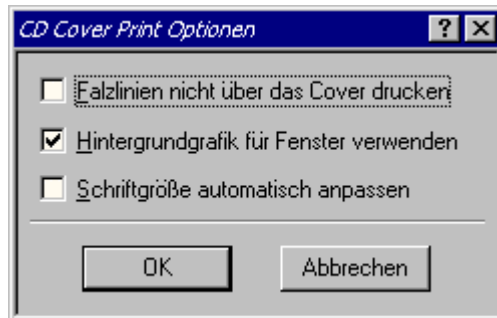 CD Cover Print Optionen
Falzlinien nicht über das Cover drucken
Hintergrundgrafik für Fenster verwenden
Schriftgröße automatisch anpassen
OK Abbrechen